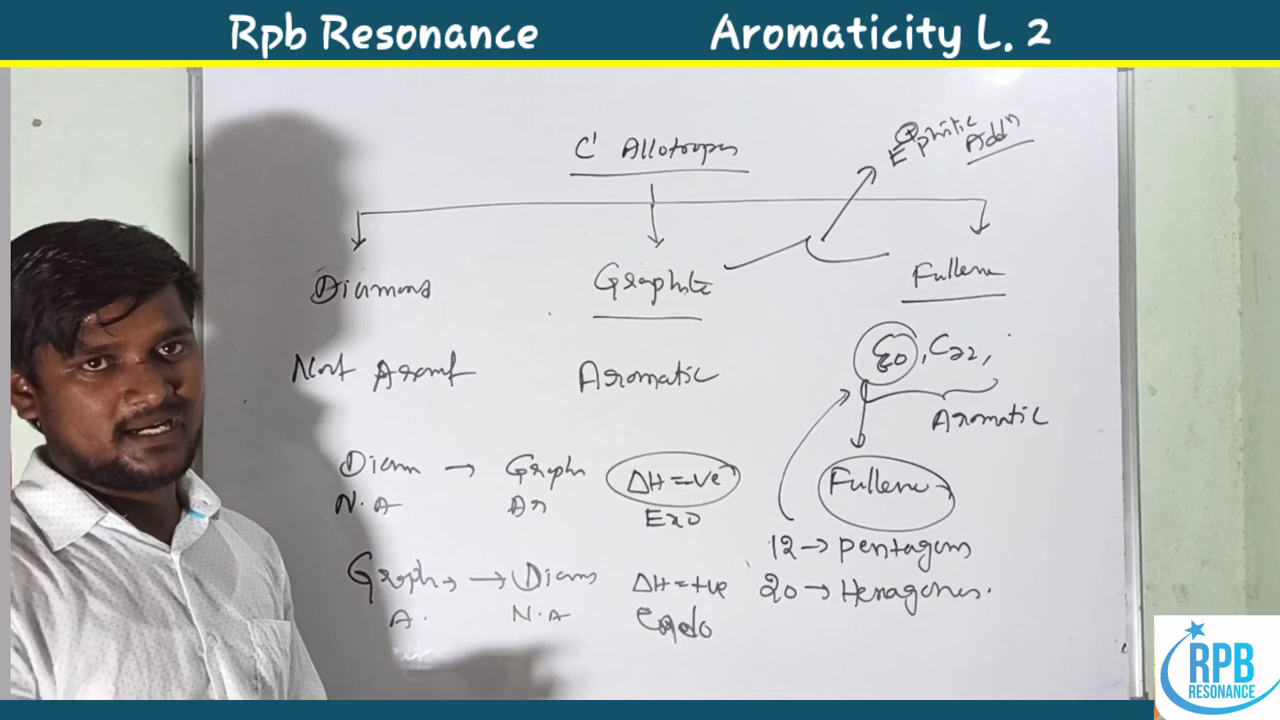 Rpb Resonance Aromaticity L. 2
C' Allotropes
E⊕ philic Addⁿ
Diamond Graphite Fullene
Not Aromt Aromatic C60, C72,
Aromatic
Diam → Graph ΔH = -ve Fullene
N.A Ar Exo
12 → pentagons
Graph → Diam ΔH = +ve 20 → Hexagones.
A. N.A Endo
RPB
RESONANCE